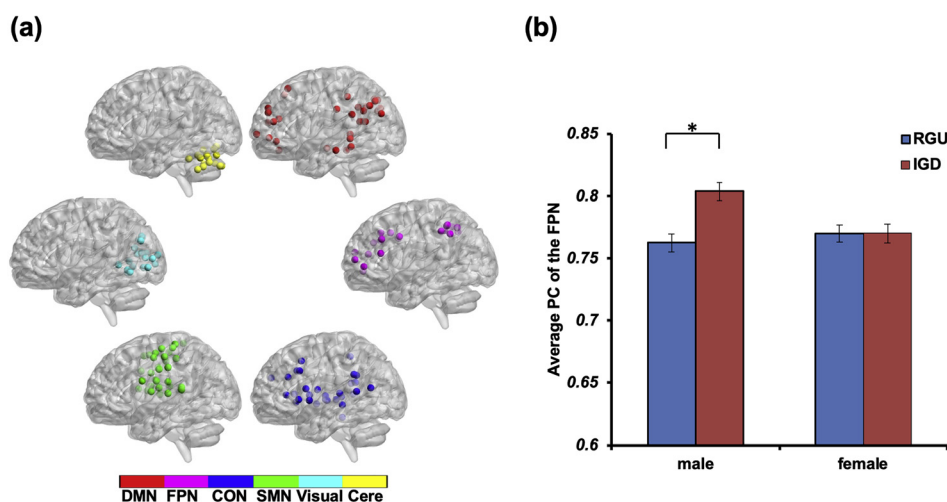 (a)
DMN FPN CON SMN Visual Cere
(b)
Average PC of the FPN
0.85
0.8
0.75
0.7
0.65
0.6
*
RGU
IGD
male female